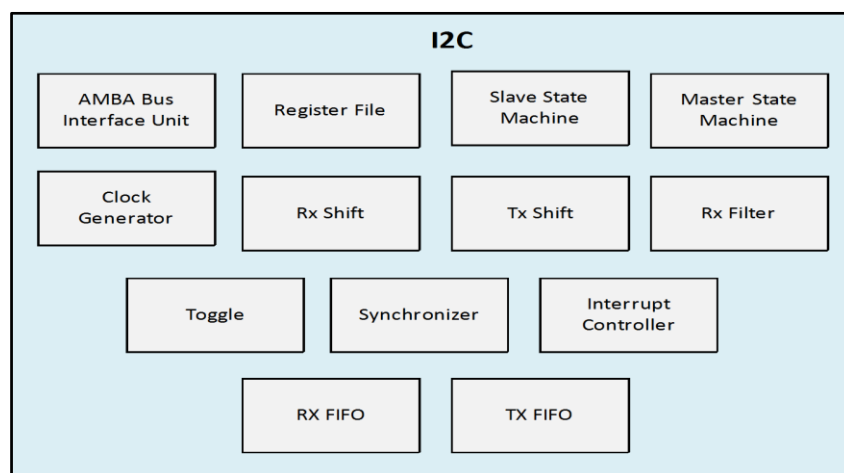 I2C
AMBA Bus
Interface Unit
Register File
Slave State
Machine
Master State
Machine
Clock
Generator
Rx Shift
Tx Shift
Rx Filter
Toggle
Synchronizer
Interrupt
Controller
RX FIFO
TX FIFO